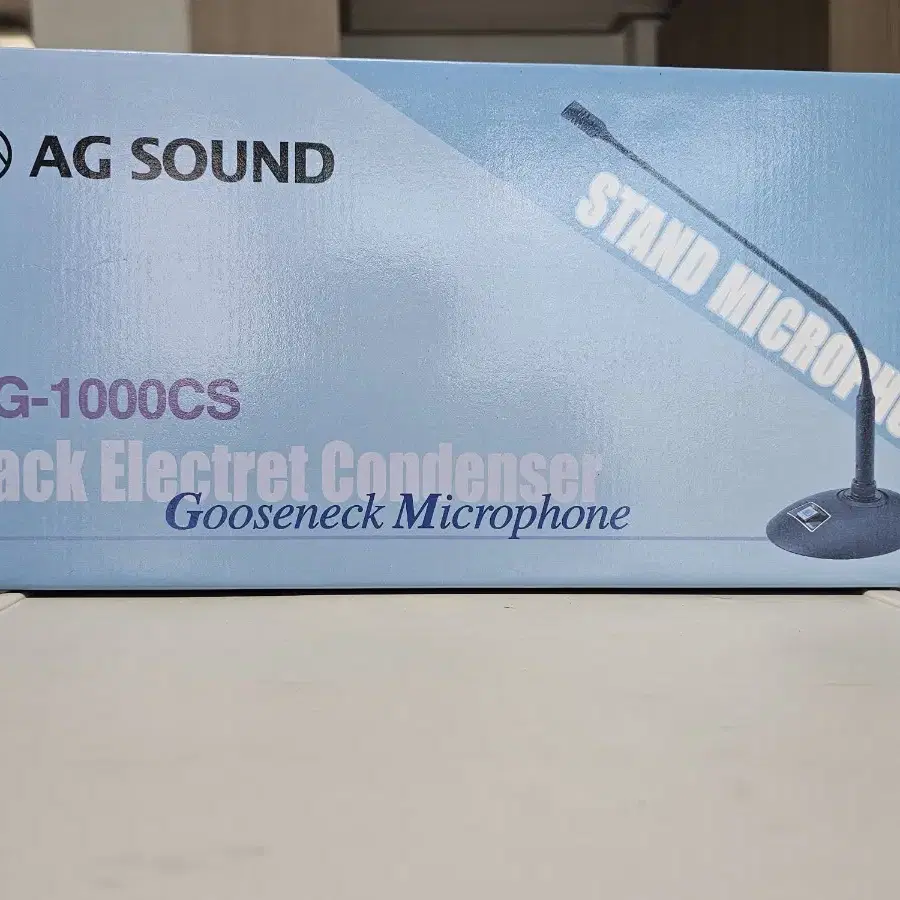 AG SOUND
STAND MICROPHO
G-1000CS
ack Electret Condenser
Gooseneck Microphone